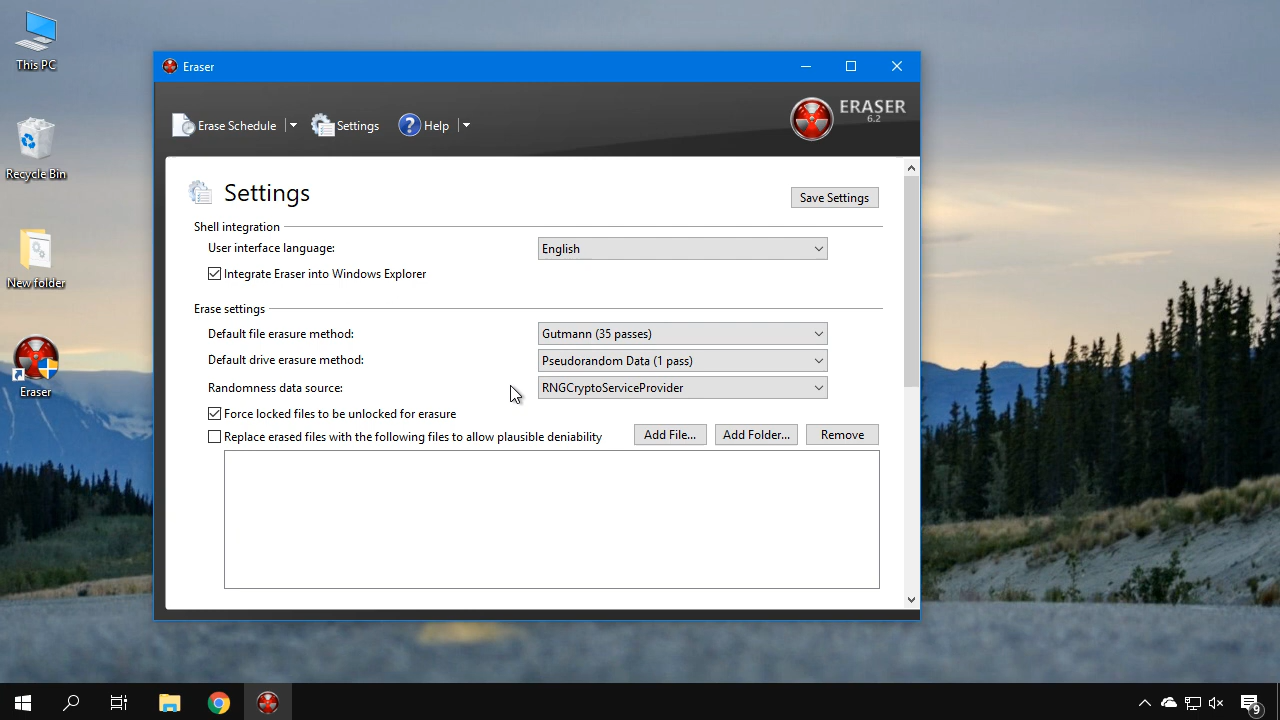 This PC
Recycle Bin
New folder
Eraser
Eraser
Erase Schedule
Settings
Help
ERASER
6.2
Settings
Save Settings
Shell integration
User interface language:
English
Integrate Eraser into Windows Explorer
Erase settings
Default file erasure method:
Gutmann (35 passes)
Default drive erasure method:
Pseudorandom Data (1 pass)
Randomness data source:
RNGCryptoServiceProvider
Force locked files to be unlocked for erasure
Replace erased files with the following files to allow plausible deniability
Add File...
Add Folder...
Remove
9